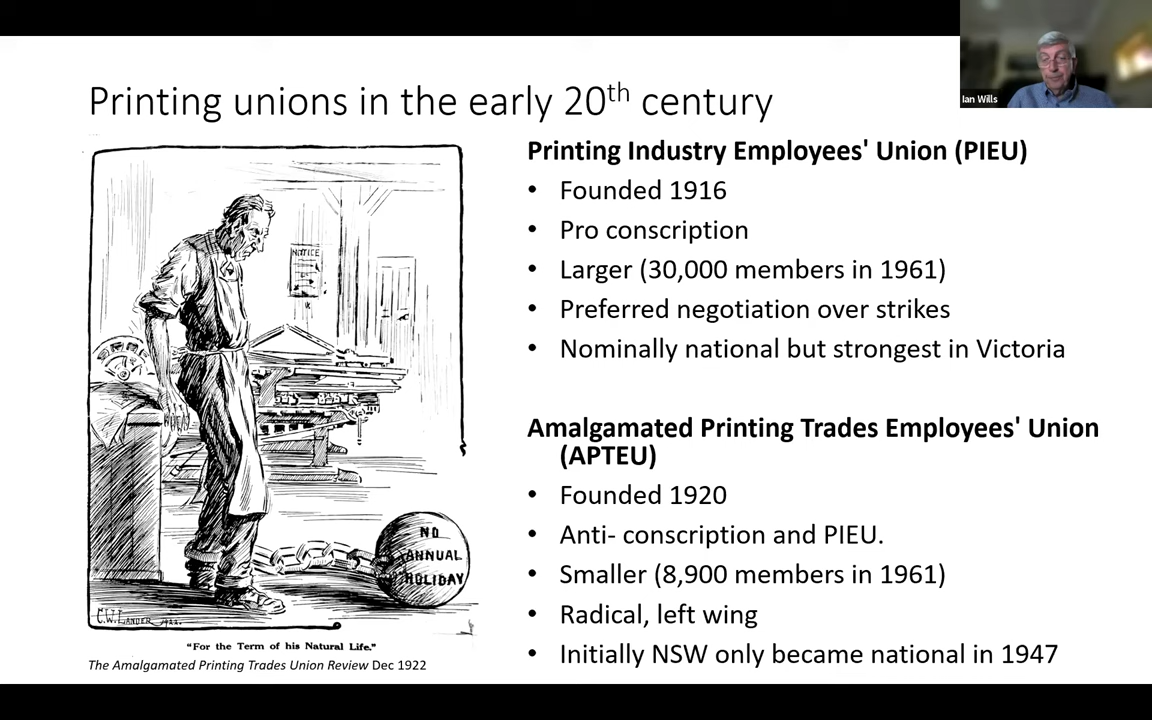 Ian Wills
Printing unions in the early 20th century
NOTICE
NO
ANNUAL
HOLIDAY
C.W. LANDER 1922.
"For the Term of his Natural Life."
The Amalgamated Printing Trades Union Review Dec 1922
Printing Industry Employees' Union (PIEU)
• Founded 1916
• Pro conscription
• Larger (30,000 members in 1961)
• Preferred negotiation over strikes
• Nominally national but strongest in Victoria
Amalgamated Printing Trades Employees' Union
(APTEU)
• Founded 1920
• Anti- conscription and PIEU.
• Smaller (8,900 members in 1961)
• Radical, left wing
• Initially NSW only became national in 1947